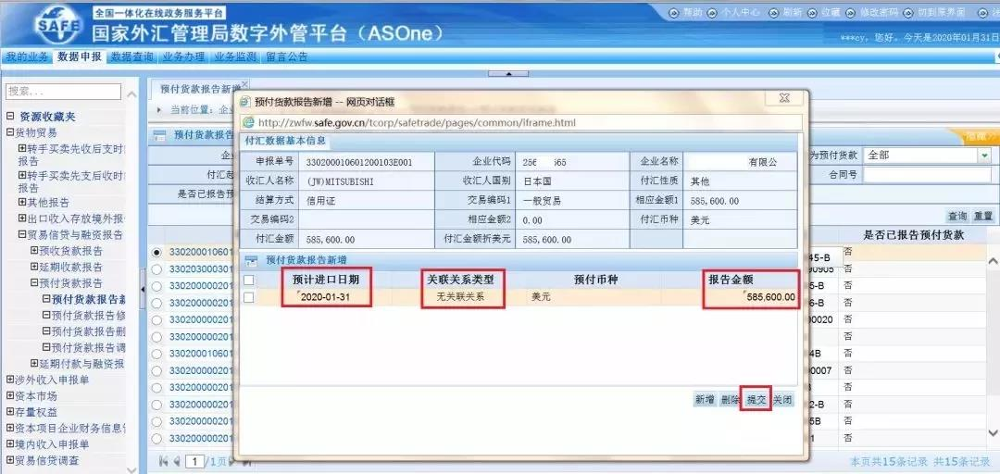 全国一体化在线政务服务平台
SAFE
国家外汇管理局数字外管平台（ASOne）
帮助 个人中心 刷新 收藏 修改密码 切到原界面
***cy，您好。今天是2020年01月31日
我的业务 数据申报 数据查询 业务办理 业务监测 留言公告
搜索...
资源收藏夹
货物贸易
转手买卖先收后支时
报告
转手买卖先支后收时
报告
其他报告
出口收入存放境外报
贸易信贷与融资报告
预收货款报告
延期收款报告
预付货款报告
预付货款报告新
预付货款报告修
预付货款报告删
预付货款报告调
延期付款与融资报
涉外收入申报单
资本市场
存量权益
资本项目企业财务信息
境内收入申报单
贸易信贷调查
预付货款报告新增
当前位置：企
预付货款报告
隐藏
企
为预付货款 全部
付汇起
合同号
是否已报告预
查询 重置
是否已报告预付货款
330200010601 45-B 否
330203000301 90905 否
330200000201 5-B 否
330200000201 6-B 否
330200000201 00020 否
330200000201 否
330200010601 4B 否
330200000201 0007 否
330200000201 否
330200000201 2-B 否
330200000201 5B 否
330200000201 1 否
1 /1页
本页共15条记录 共15条记录
预付货款报告新增 -- 网页对话框
http://zwfw.safe.gov.cn/tcorp/safetrade/pages/common/iframe.html
付汇数据基本信息
申报单号 330200010601200103E001 企业代码 256 65 企业名称 有限公
收汇人名称 (JW)MITSUBISHI 收汇人国别 日本国 付汇性质 其他
结算方式 信用证 交易编码1 一般贸易 相应金额1 585,600.00
交易编码2 相应金额2 0.00 付汇币种 美元
付汇金额 585,600.00 付汇金额折美元 585,600.00
预付货款报告新增
预计进口日期 关联关系类型 预付币种 报告金额
2020-01-31 无关联关系 美元 585,600.00
新增 删除 提交 关闭